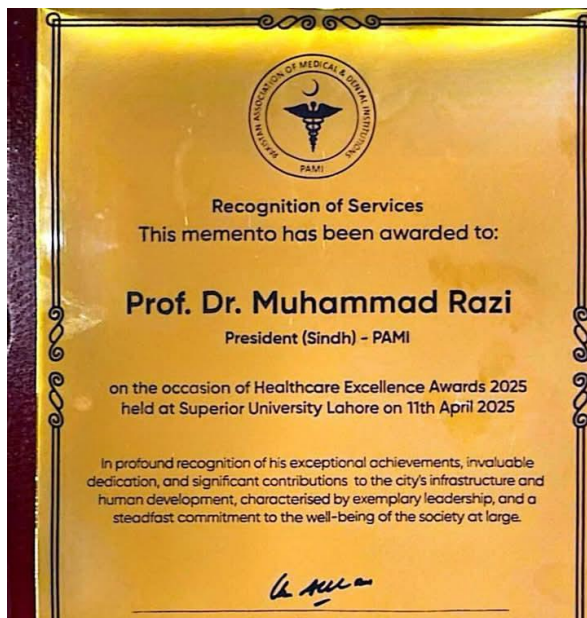 PAKISTAN ASSOCIATION OF MEDICAL & DENTAL INSTITUTIONS
PAMI
Recognition of Services
This memento has been awarded to:
Prof. Dr. Muhammad Razi
President (Sindh) - PAMI
on the occasion of Healthcare Excellence Awards 2025
held at Superior University Lahore on 11th April 2025
In profound recognition of his exceptional achievements, invaluable
dedication, and significant contributions to the city's infrastructure and
human development, characterised by exemplary leadership, and a
steadfast commitment to the well-being of the society at large.